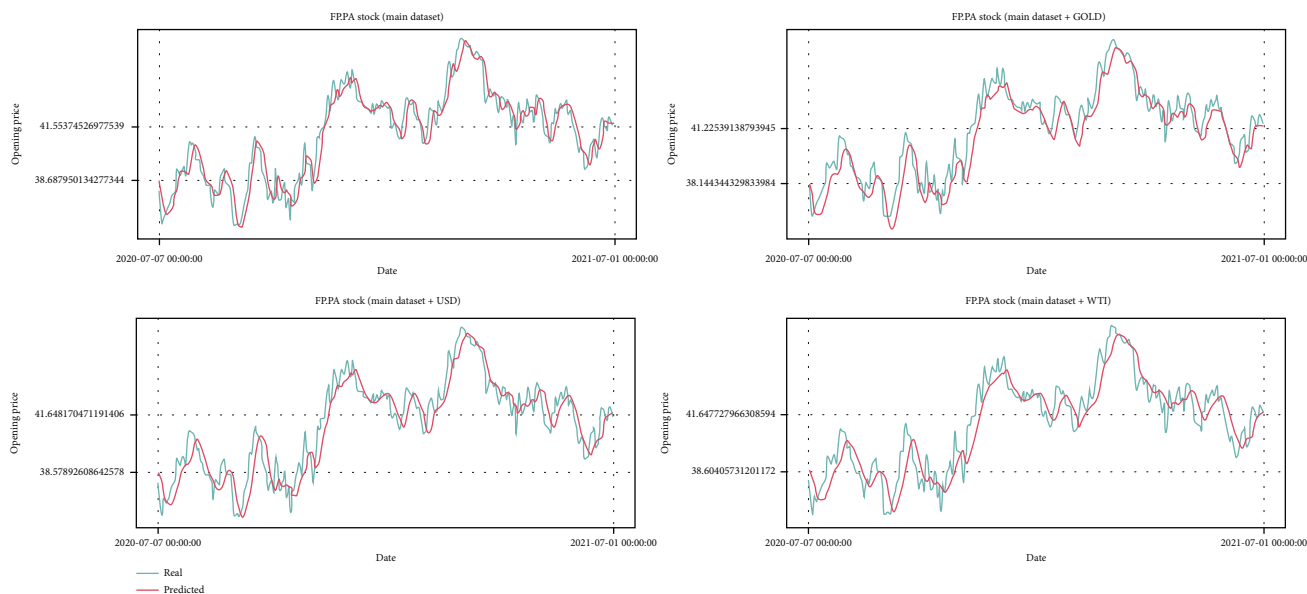 FP.PA stock (main dataset)
Opening price
41.55374526977539
38.687950134277344
2020-07-07 00:00:00
2021-07-01 00:00:00
Date
FP.PA stock (main dataset + GOLD)
Opening price
41.22539138793945
38.144344329833984
2020-07-07 00:00:00
2021-07-01 00:00:00
Date
FP.PA stock (main dataset + USD)
Opening price
41.648170471191406
38.57892608642578
2020-07-07 00:00:00
2021-07-01 00:00:00
Date
FP.PA stock (main dataset + WTI)
Opening price
41.647727966308594
38.60405731201172
2020-07-07 00:00:00
2021-07-01 00:00:00
Date
Real
Predicted